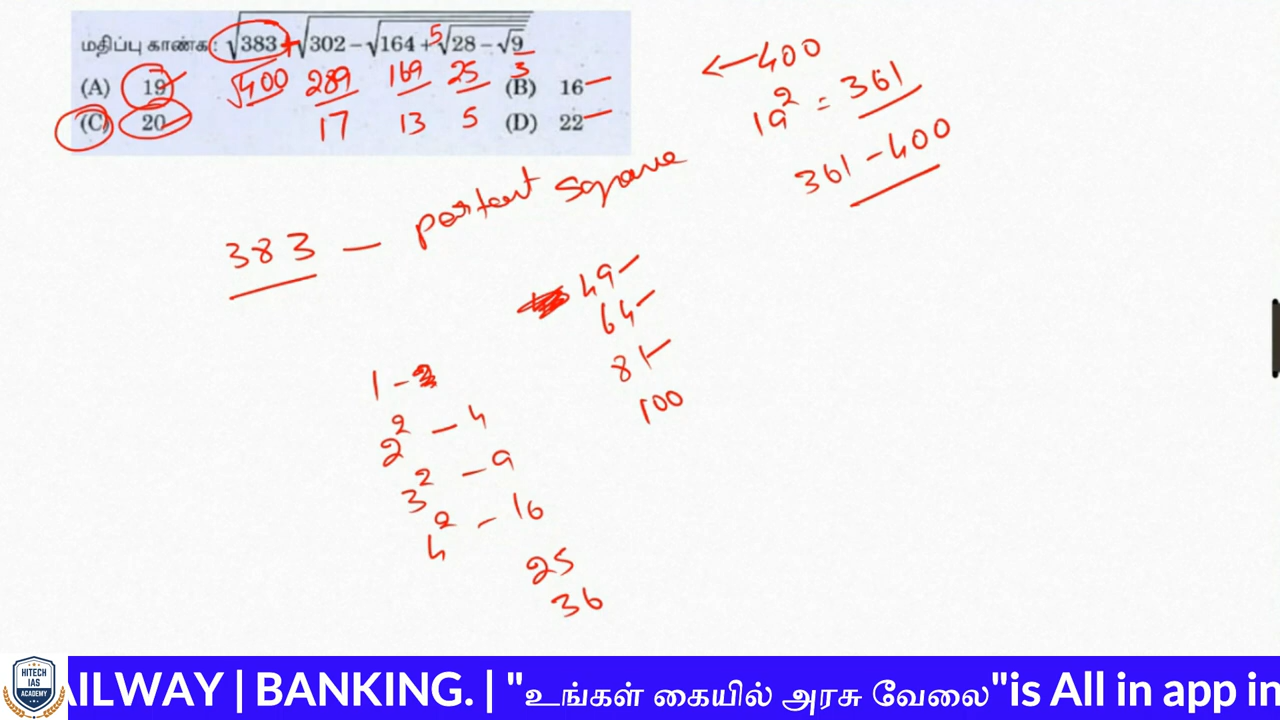 மதிப்பு காண்க: √383 + √302 − √164 + √28 − √9
5
(A) 19 (B) 16
(C) 20 (D) 22
√400 289 169 25 3
17 13 5
←400
19² = 361
361 − 400
383 — perfect square
1 −
2² − 4
3² − 9
4² − 16
25
36
49
64
81
100
HITECH
IAS
ACADEMY
AILWAY | BANKING. | "உங்கள் கையில் அரசு வேலை"is All in app in